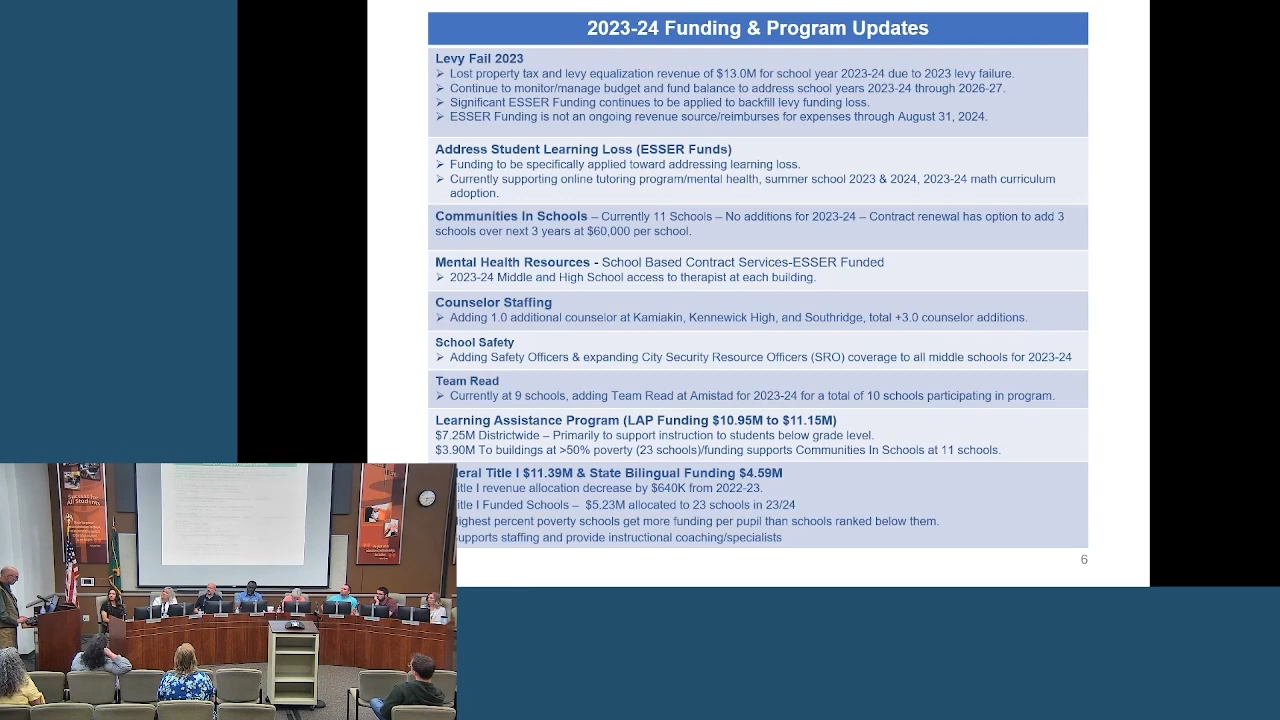 2023-24 Funding & Program Updates
Levy Fail 2023
➢ Lost property tax and levy equalization revenue of $13.0M for school year 2023-24 due to 2023 levy failure.
➢ Continue to monitor/manage budget and fund balance to address school years 2023-24 through 2026-27.
➢ Significant ESSER Funding continues to be applied to backfill levy funding loss.
➢ ESSER Funding is not an ongoing revenue source/reimburses for expenses through August 31, 2024.
Address Student Learning Loss (ESSER Funds)
➢ Funding to be specifically applied toward addressing learning loss.
➢ Currently supporting online tutoring program/mental health, summer school 2023 & 2024, 2023-24 math curriculum
adoption.
Communities In Schools – Currently 11 Schools – No additions for 2023-24 – Contract renewal has option to add 3
schools over next 3 years at $60,000 per school.
Mental Health Resources - School Based Contract Services-ESSER Funded
➢ 2023-24 Middle and High School access to therapist at each building.
Counselor Staffing
➢ Adding 1.0 additional counselor at Kamiakin, Kennewick High, and Southridge, total +3.0 counselor additions.
School Safety
➢ Adding Safety Officers & expanding City Security Resource Officers (SRO) coverage to all middle schools for 2023-24
Team Read
➢ Currently at 9 schools, adding Team Read at Amistad for 2023-24 for a total of 10 schools participating in program.
Learning Assistance Program (LAP Funding $10.95M to $11.15M)
$7.25M Districtwide – Primarily to support instruction to students below grade level.
$3.90M To buildings at >50% poverty (23 schools)/funding supports Communities In Schools at 11 schools.
deral Title I $11.39M & State Bilingual Funding $4.59M
itle I revenue allocation decrease by $640K from 2022-23.
itle I Funded Schools – $5.23M allocated to 23 schools in 23/24
ighest percent poverty schools get more funding per pupil than schools ranked below them.
upports staffing and provide instructional coaching/specialists
6
Success for
All Students